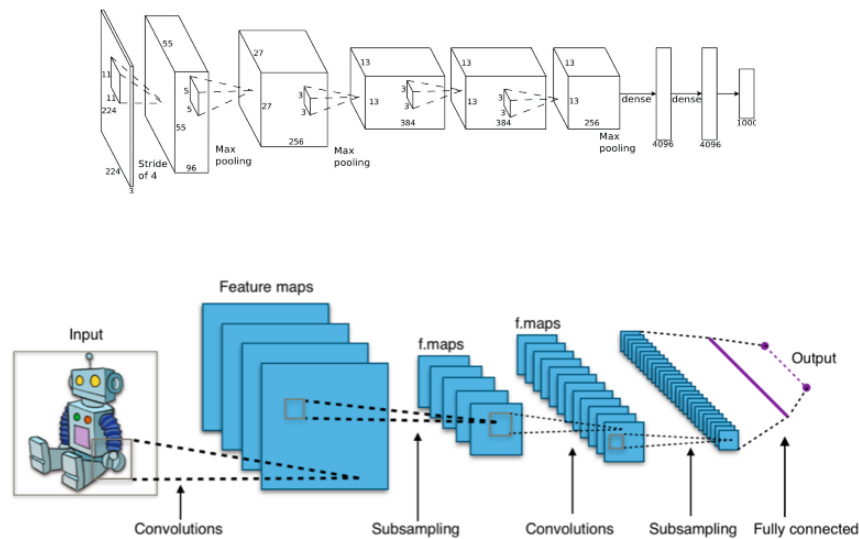 55
27
13
13
13
11
11
5
5
3
3
3
3
3
3
27
13
13
13
dense
dense
224
55
256
384
384
256
1000
Max
pooling
4096
4096
Max
pooling
Max
pooling
Stride
of 4
96
224
3
Feature maps
Input
f.maps
f.maps
Output
Convolutions
Subsampling
Convolutions
Subsampling
Fully connected